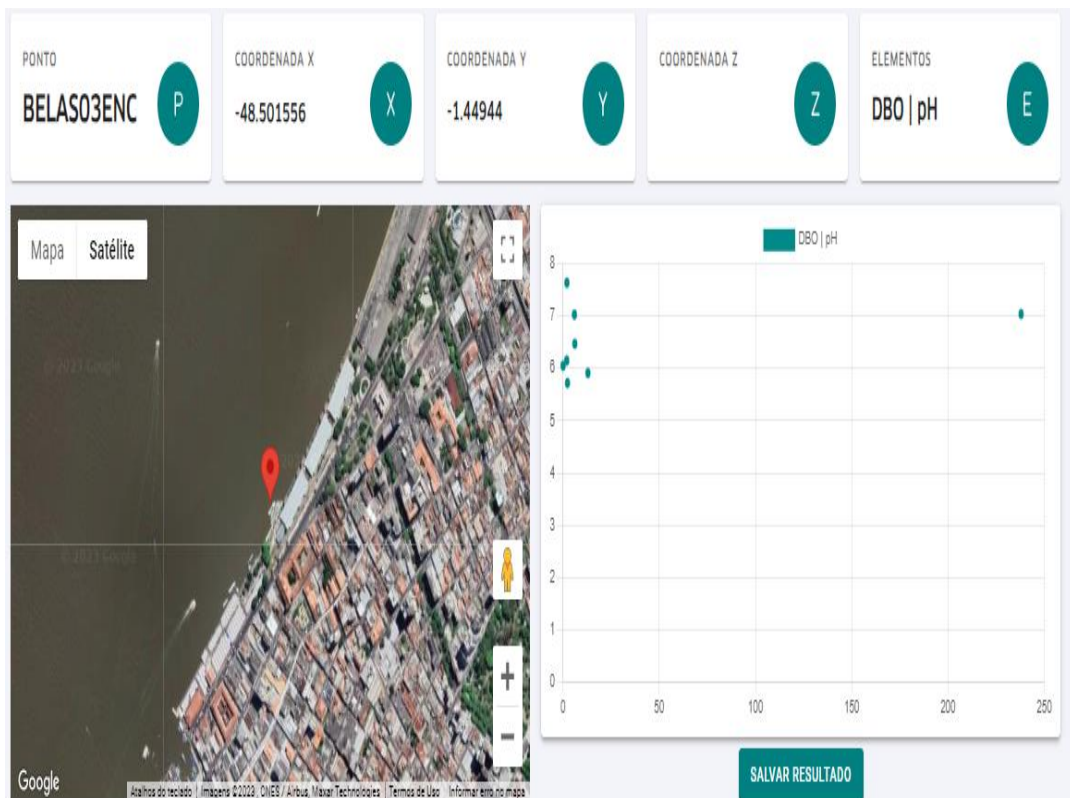 PONTO
BELAS03ENC
P
COORDENADA X
-48.501556
X
COORDENADA Y
-1.44944
Y
COORDENADA Z
Z
ELEMENTOS
DBO | pH
E
Mapa
Satélite
© 2023 Google
© 2023 Google
Google
Atalhos do teclado
Imagens ©2023 , CNES / Airbus, Maxar Technologies
Termos de Uso
Informar erro no mapa
DBO | pH
8
7
6
5
4
3
2
1
0
0
50
100
150
200
250
SALVAR RESULTADO